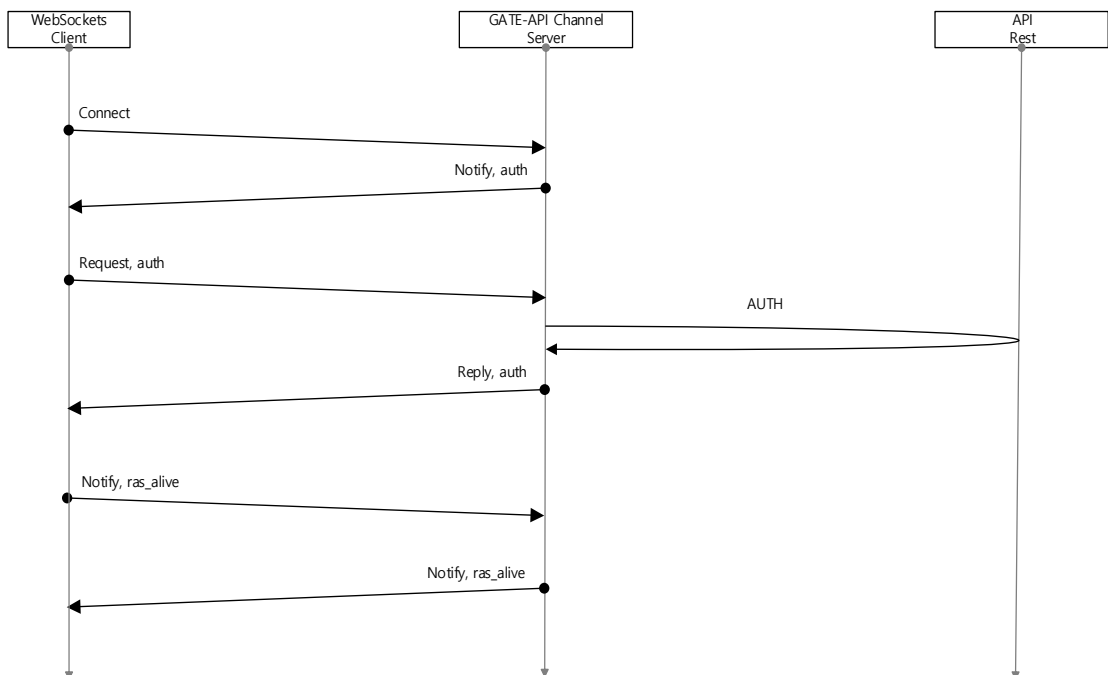 WebSockets
Client
GATE-API Channel
Server
API
Rest
Connect
Notify, auth
Request, auth
AUTH
Reply, auth
Notify, ras_alive
Notify, ras_alive